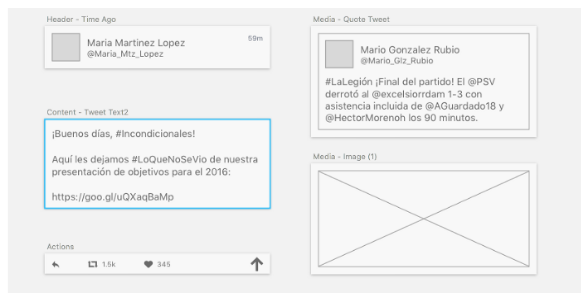 Header - Time Ago
Maria Martinez Lopez
59m
@Maria_Mtz_Lopez
Content - Tweet Text2
¡Buenos días, #Incondicionales!
Aquí les dejamos #LoQueNoSeVio de nuestra
presentación de objetivos para el 2016:
https://goo.gl/uQXaqBaMp
Actions
1.5k
345
Media - Quote Tweet
Mario Gonzalez Rubio
@Mario_Glz_Rubio
#LaLegión ¡Final del partido! El @PSV
derrotó al @excelsiorrdam 1-3 con
asistencia incluida de @AGuardado18 y
@HectorMorenoh los 90 minutos.
Media - Image (1)